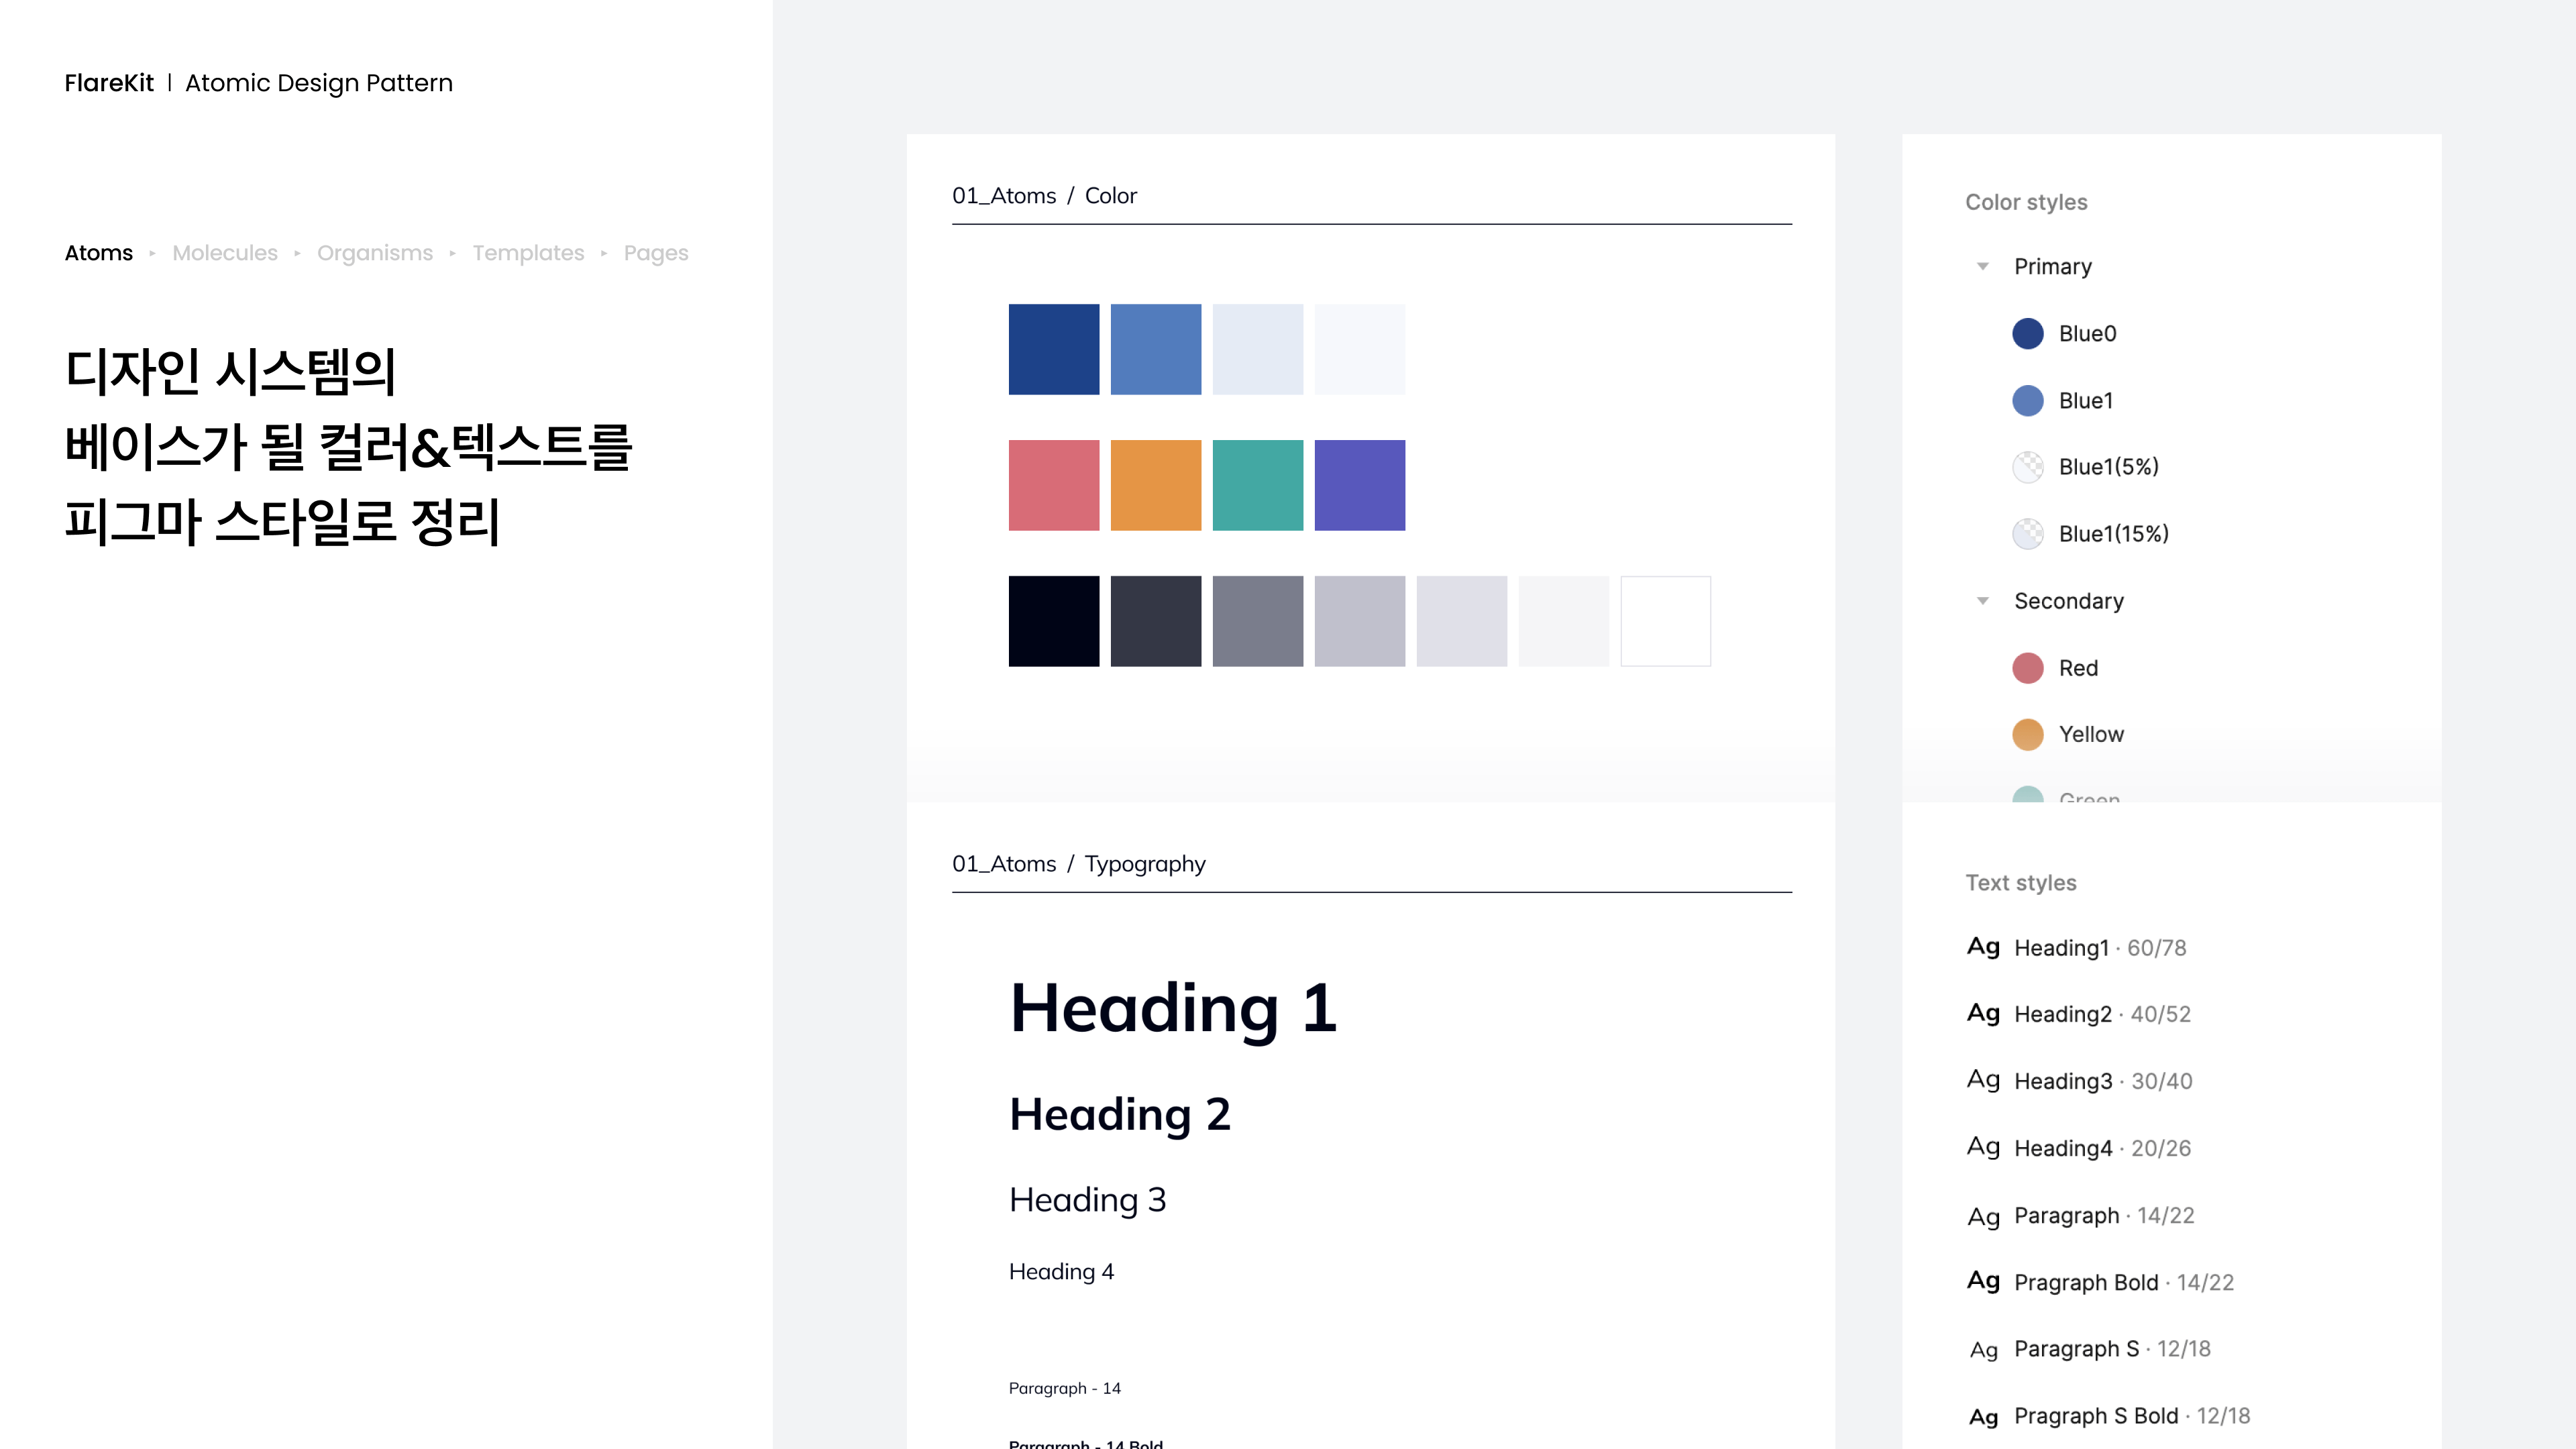 FlareKit | Atomic Design Pattern
Atoms ▸ Molecules ▸ Organisms ▸ Templates ▸ Pages
디자인 시스템의
베이스가 될 컬러&텍스트를
피그마 스타일로 정리
01_Atoms / Color
01_Atoms / Typography
Heading 1
Heading 2
Heading 3
Heading 4
Paragraph - 14
Paragraph - 14 Bold
Color styles
Primary
Blue0
Blue1
Blue1(5%)
Blue1(15%)
Secondary
Red
Yellow
Green
Text styles
Ag Heading1 · 60/78
Ag Heading2 · 40/52
Ag Heading3 · 30/40
Ag Heading4 · 20/26
Ag Paragraph · 14/22
Ag Pragraph Bold · 14/22
Ag Paragraph S · 12/18
Ag Pragraph S Bold · 12/18